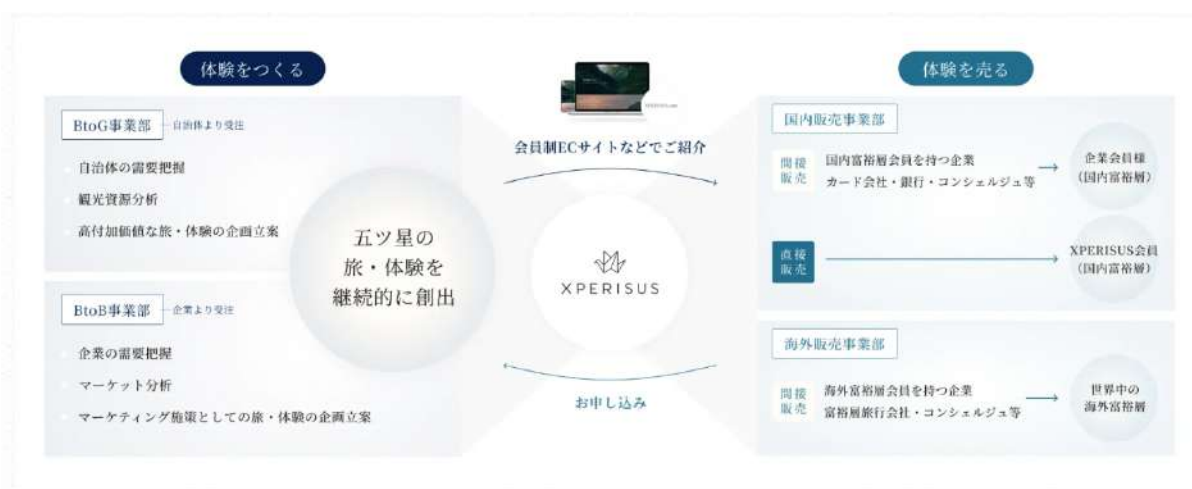 体験をつくる
BtoG事業部
自治体より受注
自治体の需要把握
観光資源分析
高付加価値な旅・体験の企画立案
BtoB事業部
企業より受注
企業の需要把握
マーケット分析
マーケティング施策としての旅・体験の企画立案
五ツ星の
旅・体験を
継続的に創出
会員制ECサイトなどでご紹介
XPERISUS
お申し込み
体験を売る
国内販売事業部
間接
販売
国内富裕層会員を持つ企業
カード会社・銀行・コンシェルジュ等
企業会員様
(国内富裕層)
直接
販売
XPERISUS会員
(国内富裕層)
海外販売事業部
間接
販売
海外富裕層会員を持つ企業
富裕層旅行会社・コンシェルジュ等
世界中の
海外富裕層